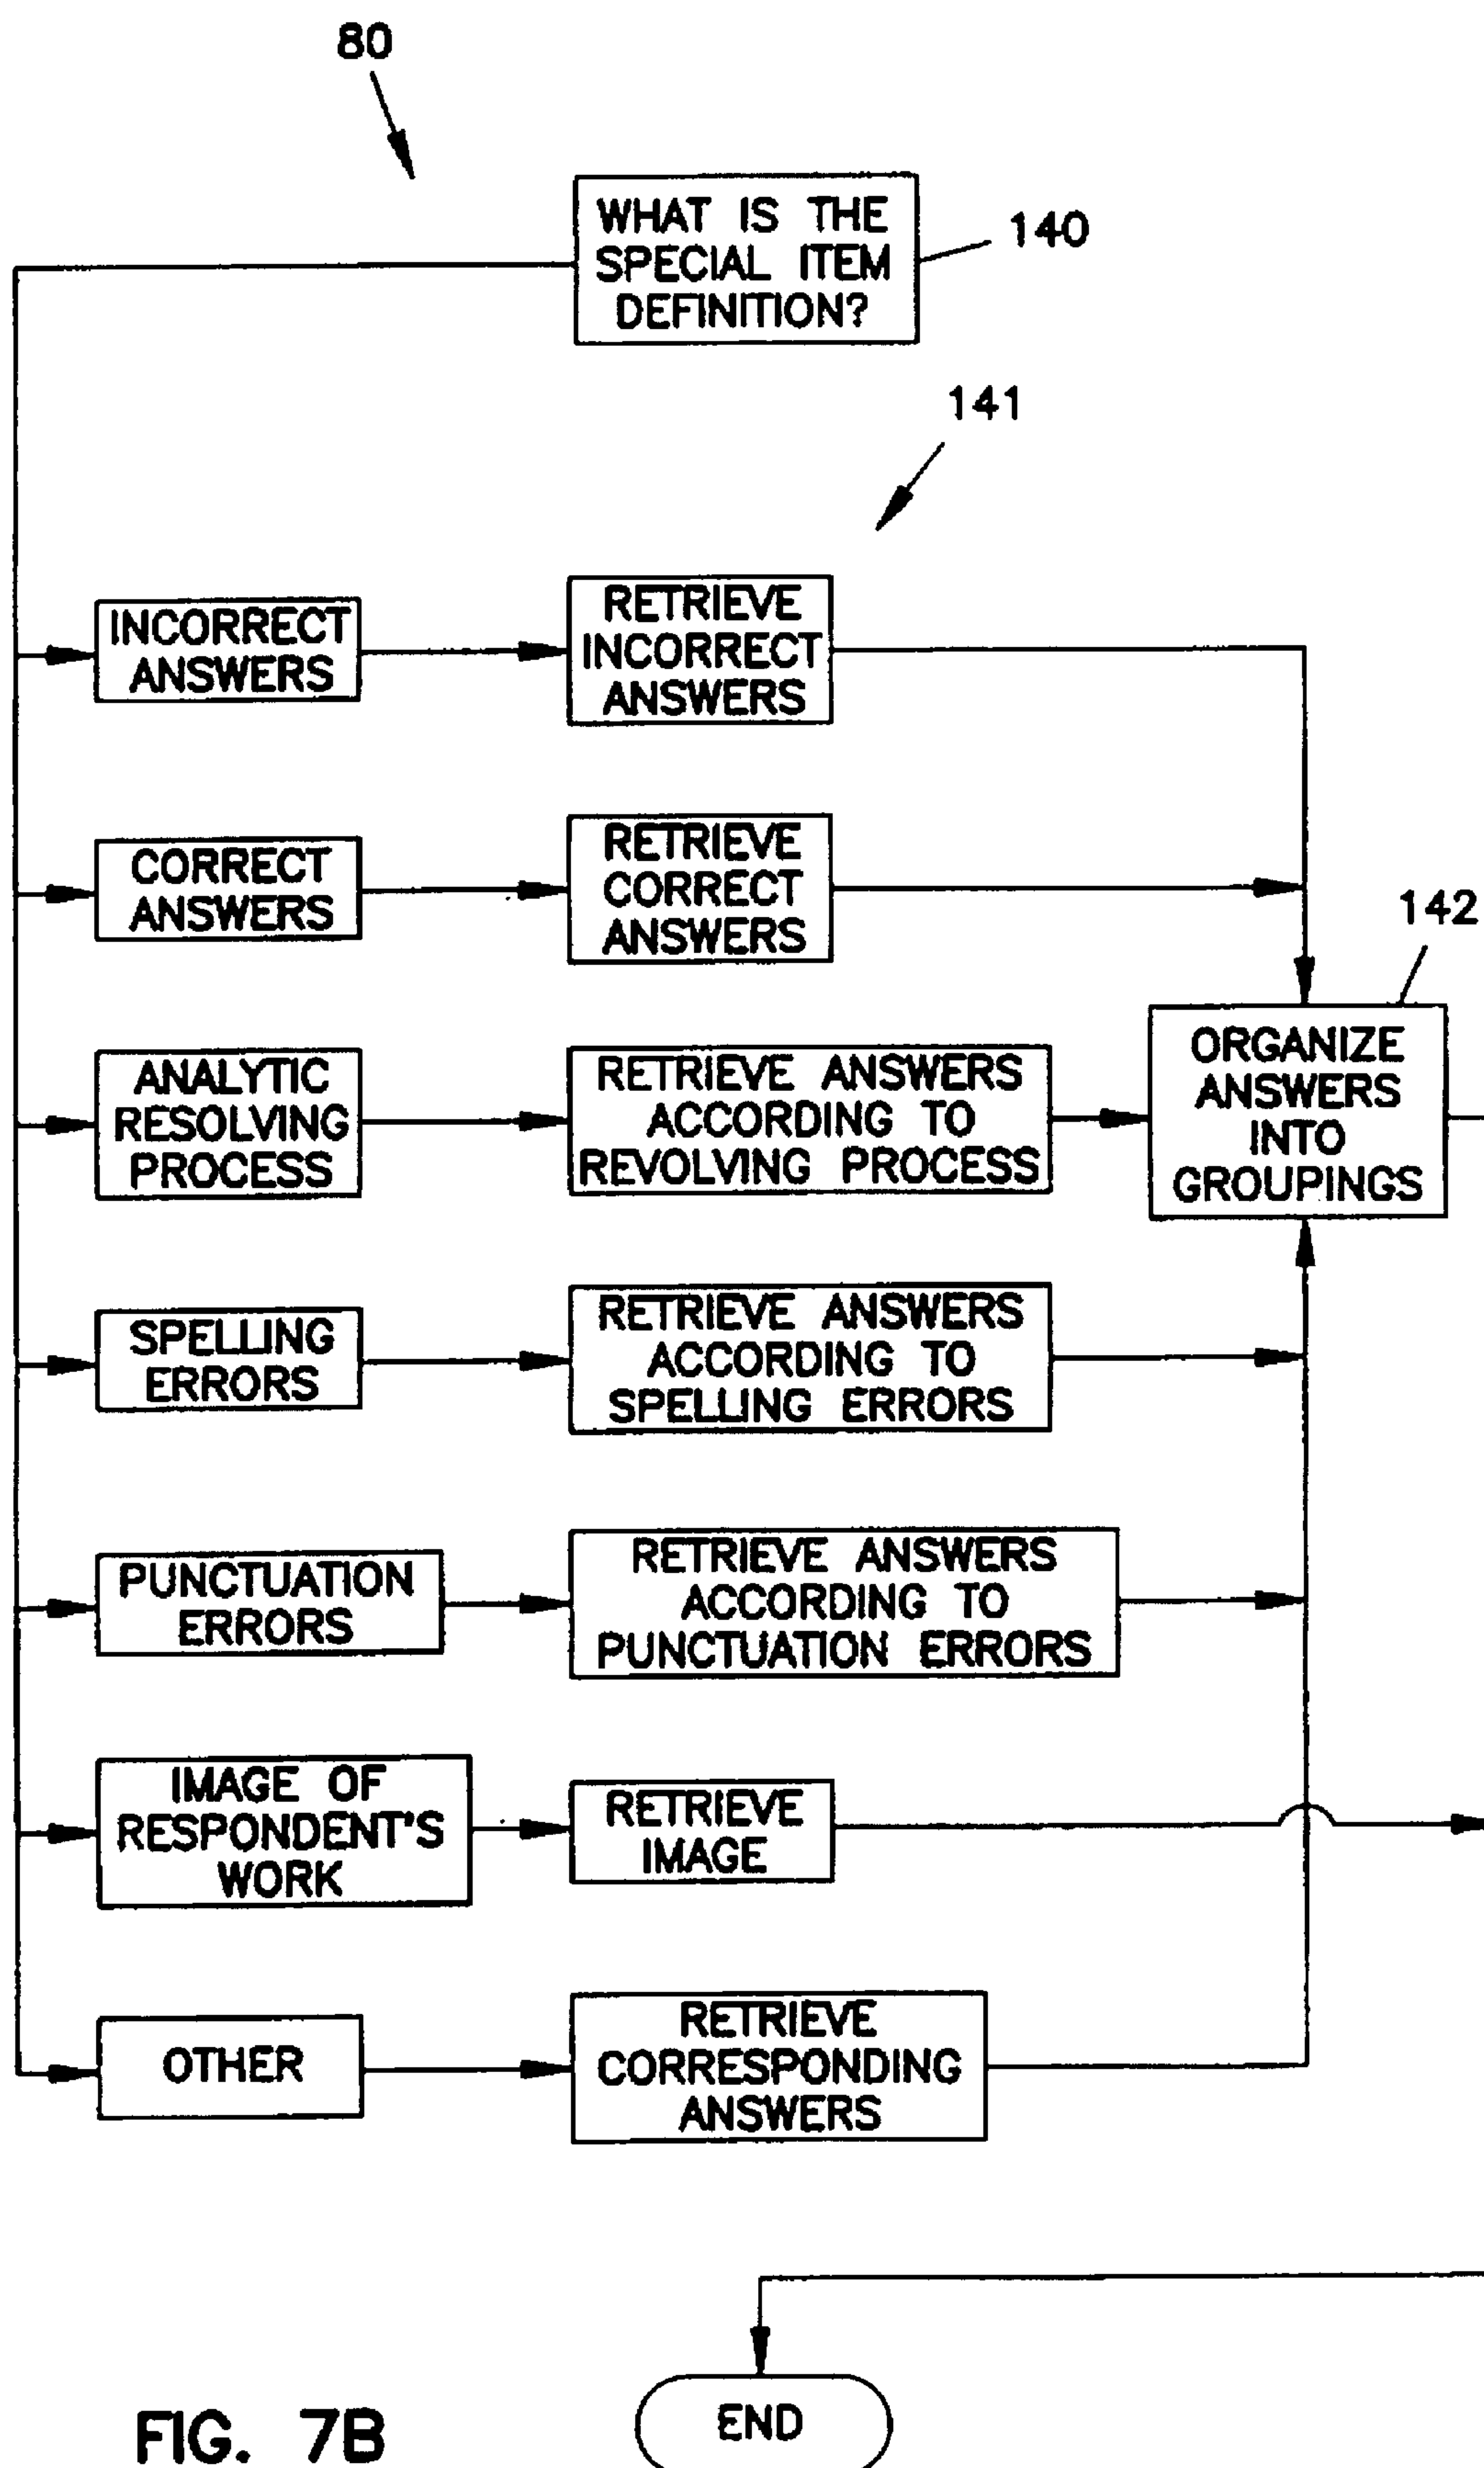 80
WHAT IS THE
SPECIAL ITEM
DEFINITION?
140
141
INCORRECT
ANSWERS
RETRIEVE
INCORRECT
ANSWERS
CORRECT
ANSWERS
RETRIEVE
CORRECT
ANSWERS
142
ANALYTIC
RESOLVING
PROCESS
RETRIEVE ANSWERS
ACCORDING TO
REVOLVING PROCESS
ORGANIZE
ANSWERS
INTO
GROUPINGS
SPELLING
ERRORS
RETRIEVE ANSWERS
ACCORDING TO
SPELLING ERRORS
PUNCTUATION
ERRORS
RETRIEVE ANSWERS
ACCORDING TO
PUNCTUATION ERRORS
IMAGE OF
RESPONDENT'S
WORK
RETRIEVE
IMAGE
OTHER
RETRIEVE
CORRESPONDING
ANSWERS
END
FIG. 7B